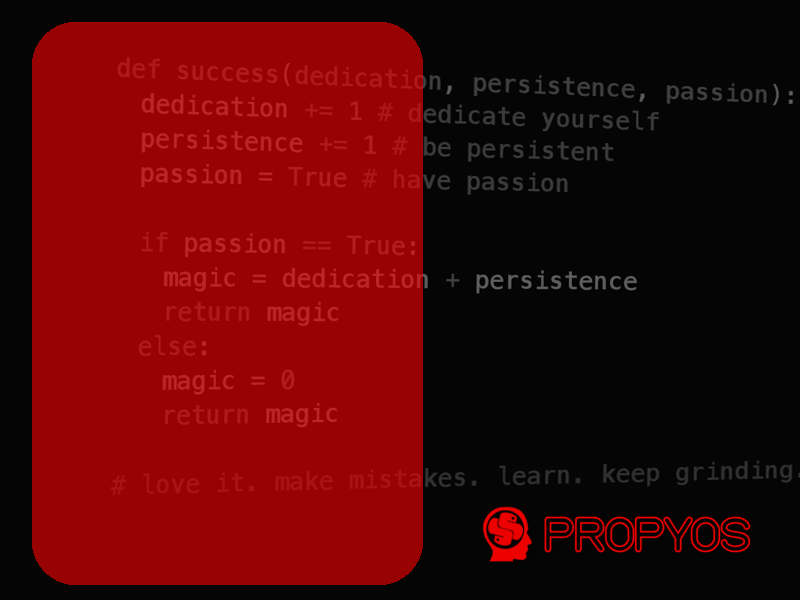 def success(dedication, persistence, passion):
dedication += 1 # dedicate yourself
persistence += 1 # be persistent
passion = True # have passion
if passion == True:
magic = dedication + persistence
return magic
else:
magic = 0
return magic
# love it. make mistakes. learn. keep grinding.
PROPYOS